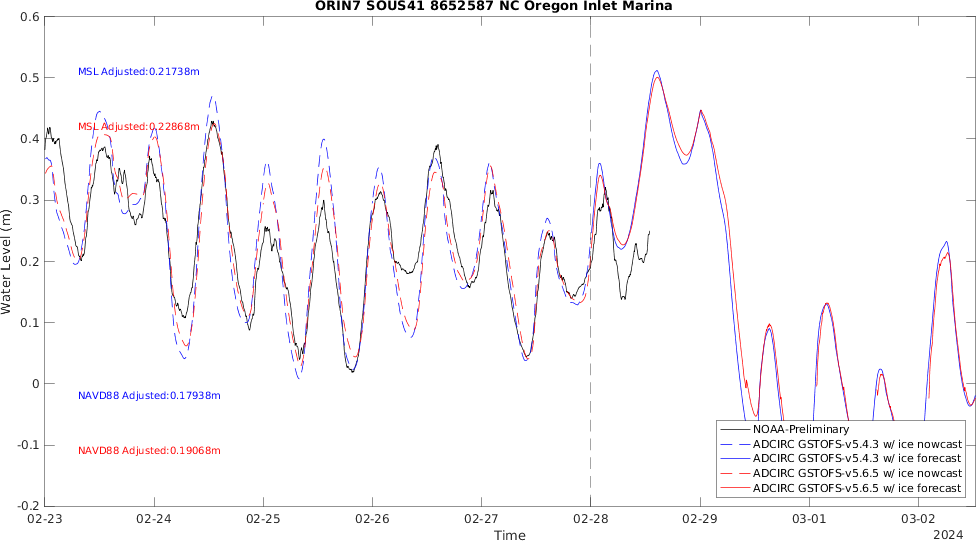 ORIN7 SOUS41 8652587 NC Oregon Inlet Marina
0.6
0.5
0.4
0.3
0.2
0.1
0
-0.1
-0.2
Water Level (m)
MSL Adjusted:0.21738m
MSL Adjusted:0.22868m
NAVD88 Adjusted:0.17938m
NAVD88 Adjusted:0.19068m
NOAA-Preliminary
ADCIRC GSTOFS-v5.4.3 w/ ice nowcast
ADCIRC GSTOFS-v5.4.3 w/ ice forecast
ADCIRC GSTOFS-v5.6.5 w/ ice nowcast
ADCIRC GSTOFS-v5.6.5 w/ ice forecast
02-23 02-24 02-25 02-26 02-27 02-28 02-29 03-01 03-02
Time
2024